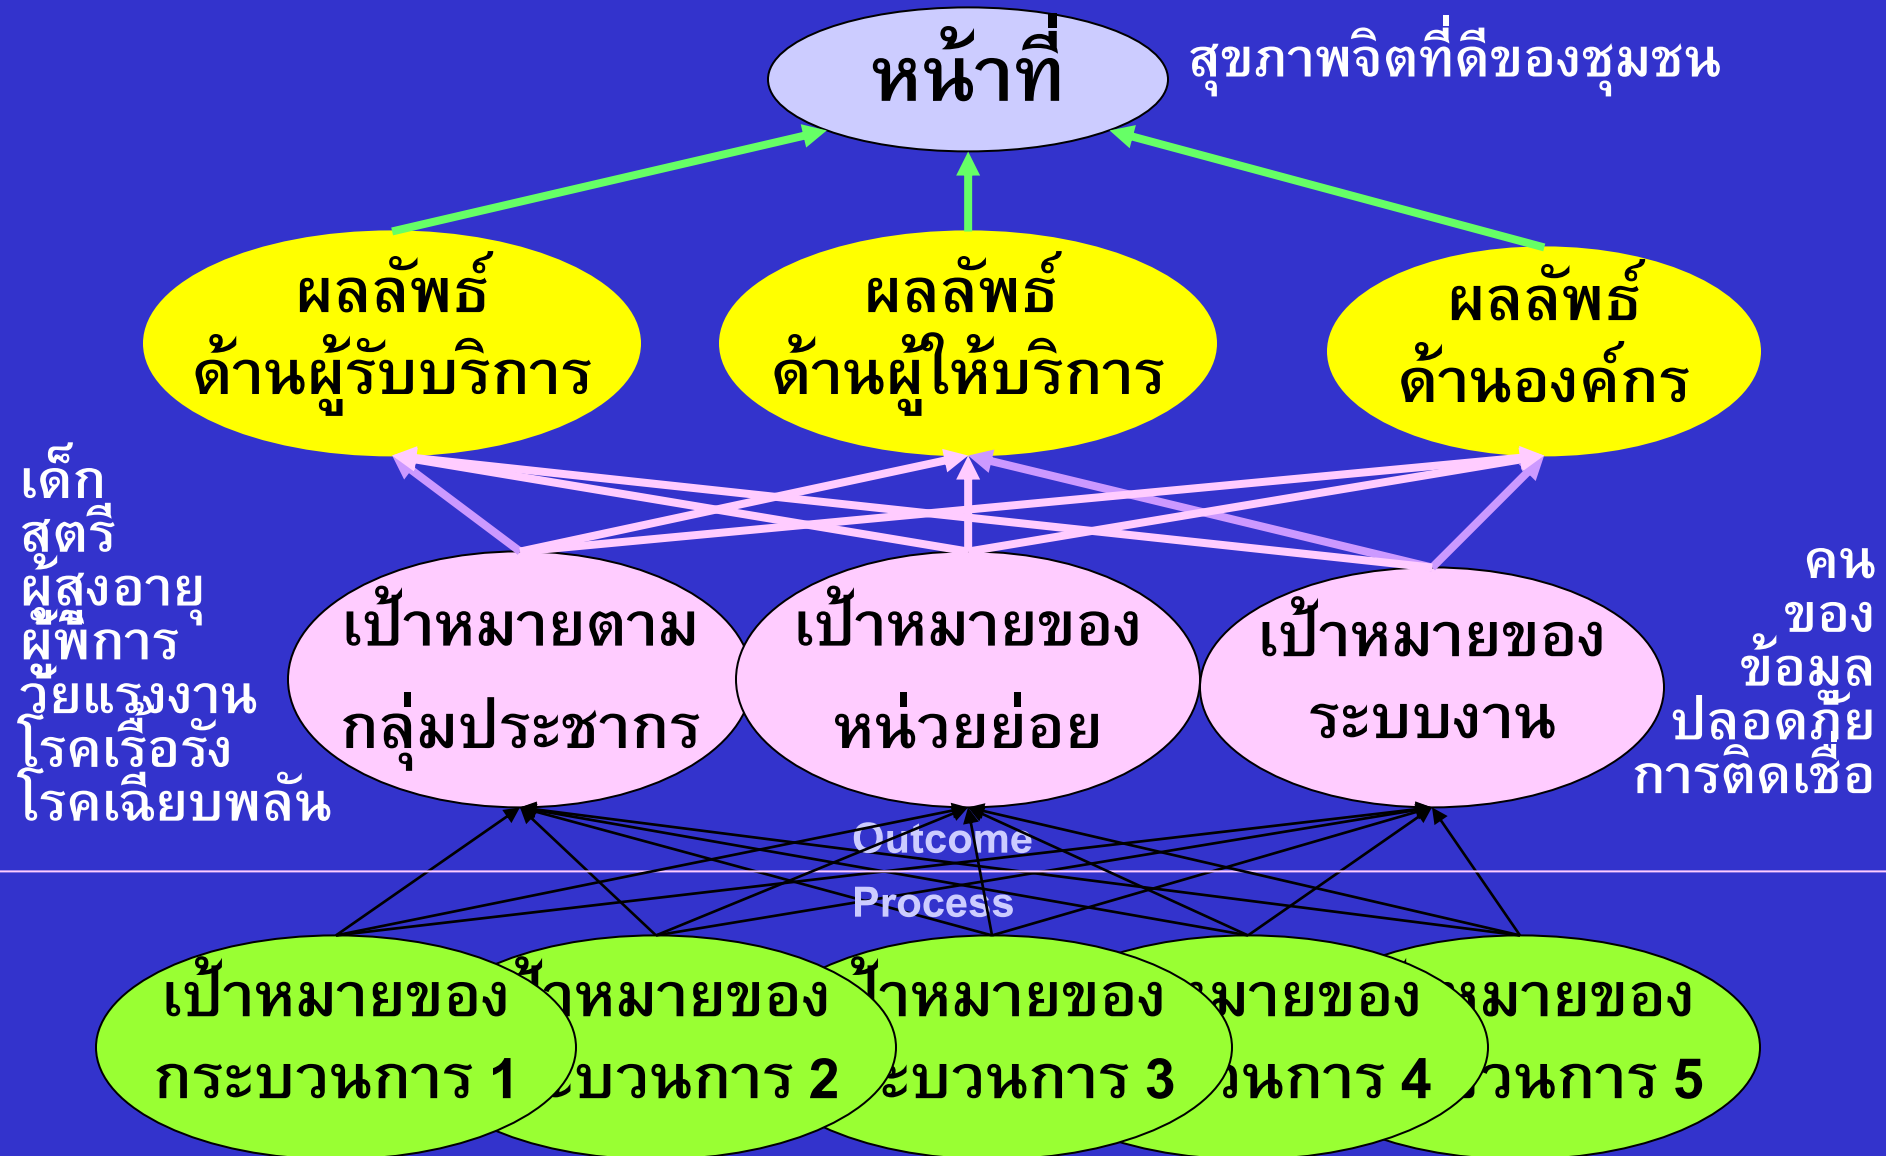 หน้าที่
สุขภาพจิตที่ดีของชุมชน
ผลลัพธ์
ด้านผู้รับบริการ
ผลลัพธ์
ด้านผู้ให้บริการ
ผลลัพธ์
ด้านองค์กร
เด็ก
สตรี
ผู้สูงอายุ
ผู้พิการ
วัยแรงงาน
โรคเรื้อรัง
โรคเฉียบพลัน
เป้าหมายตาม
กลุ่มประชากร
เป้าหมายของ
หน่วยย่อย
เป้าหมายของ
ระบบงาน
คน
ของ
ข้อมูล
ปลอดภัย
การติดเชื้อ
Outcome
Process
เป้าหมายของ
กระบวนการ 1
ป้าหมายของ
ะบวนการ 2
ป้าหมายของ
ะบวนการ 3
มายของ
วนการ 4
หมายของ
วนการ 5